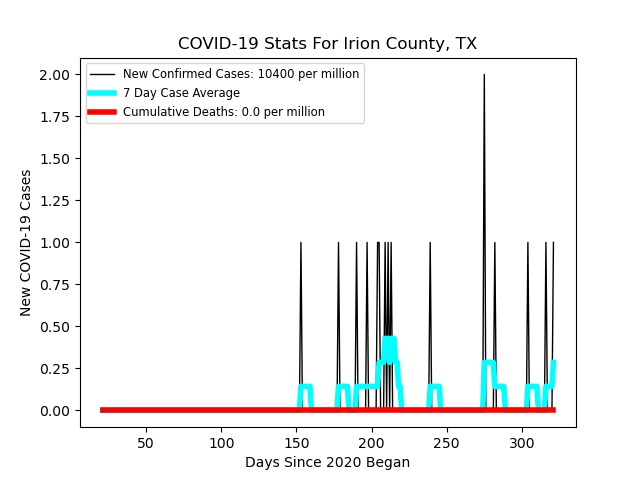 COVID-19 Stats For Irion County, TX
New Confirmed Cases: 10400 per million
7 Day Case Average
Cumulative Deaths: 0.0 per million
New COVID-19 Cases
2.00
1.75
1.50
1.25
1.00
0.75
0.50
0.25
0.00
50 100 150 200 250 300
Days Since 2020 Began